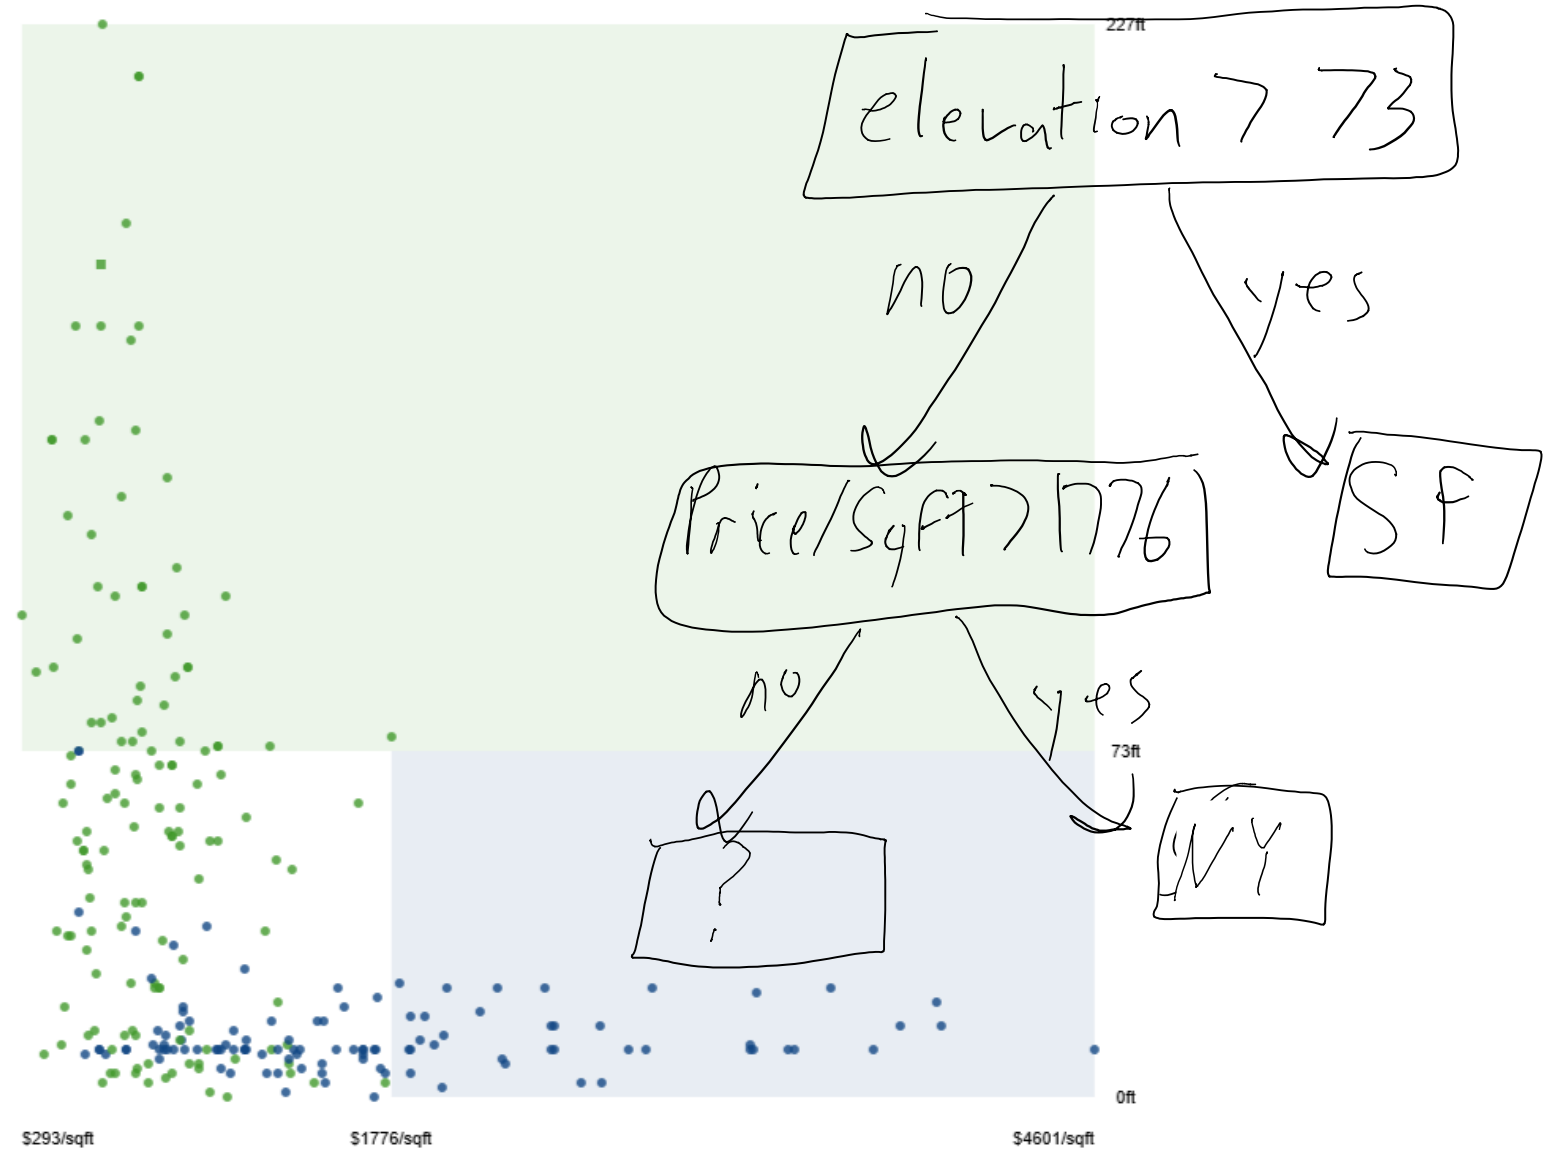 227ft
elevation > 73
no
yes
Price/Sqft > 1776
SF
no
yes
73ft
?
NY
0ft
$293/sqft
$1776/sqft
$4601/sqft